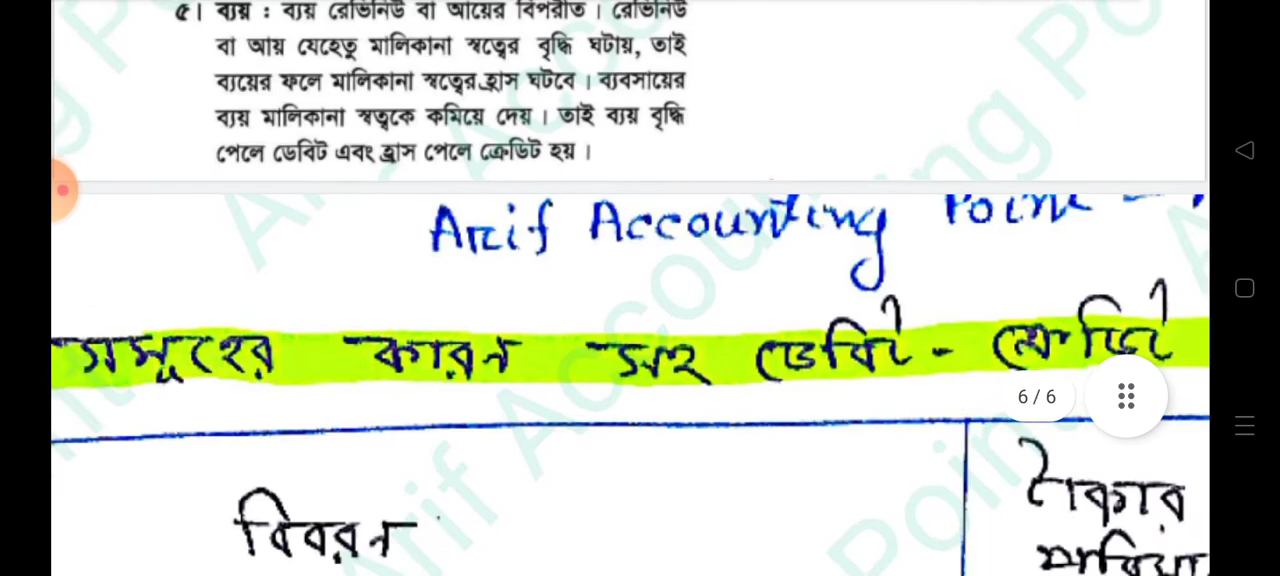 ৫। ব্যয় : ব্যয় রেভিনিউ বা আয়ের বিপরীত। রেভিনিউ
বা আয় যেহেতু মালিকানা স্বত্বের বৃদ্ধি ঘটায়, তাই
ব্যয়ের ফলে মালিকানা স্বত্বের হ্রাস ঘটবে। ব্যবসায়ের
ব্যয় মালিকানা স্বত্বকে কমিয়ে দেয়। তাই ব্যয় বৃদ্ধি
পেলে ডেবিট এবং হ্রাস পেলে ক্রেডিট হয়।
Arif Accounting Point
সমূহের কারন সহ ডেবিট - ক্রেডিট
6 / 6
বিবরন
টাকার